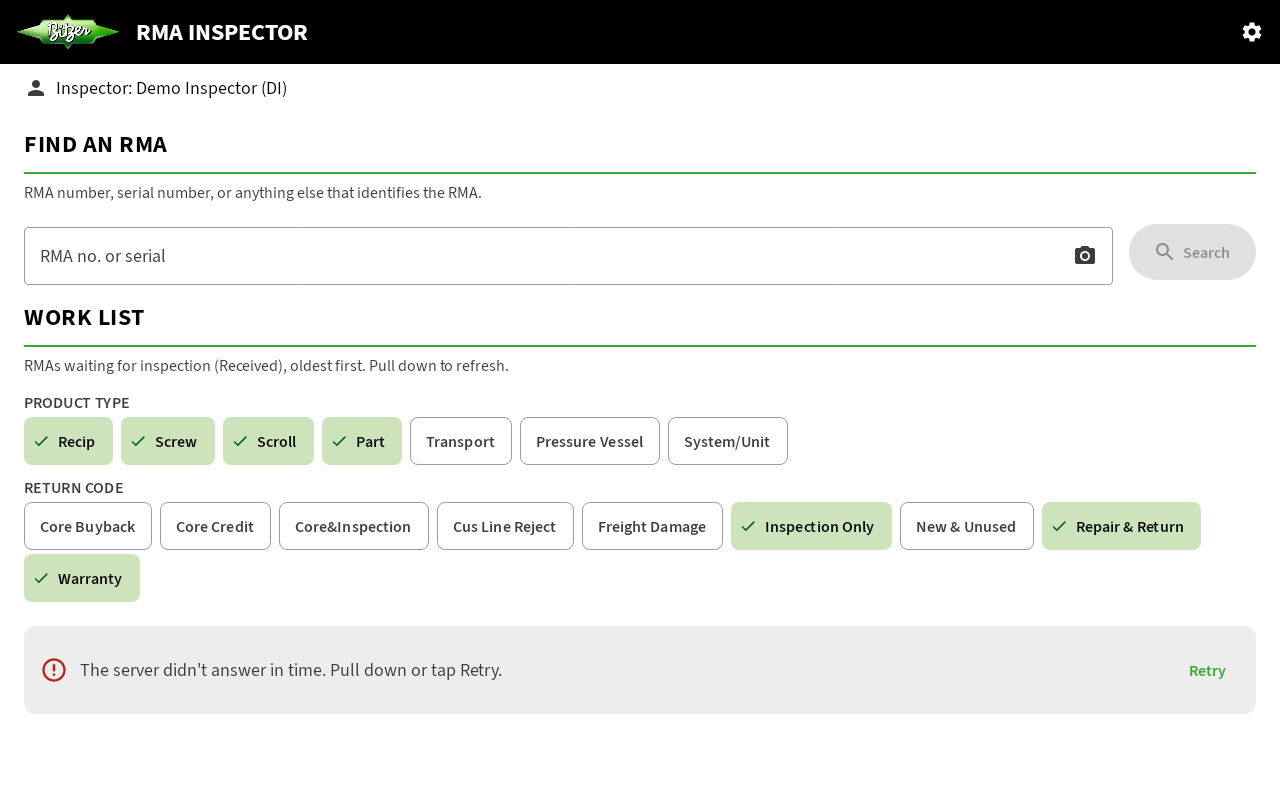 Bitzer
RMA INSPECTOR
Inspector: Demo Inspector (DI)
FIND AN RMA
RMA number, serial number, or anything else that identifies the RMA.
RMA no. or serial
Search
WORK LIST
RMAs waiting for inspection (Received), oldest first. Pull down to refresh.
PRODUCT TYPE
Recip Screw Scroll Part Transport Pressure Vessel System/Unit
RETURN CODE
Core Buyback Core Credit Core&Inspection Cus Line Reject Freight Damage Inspection Only New & Unused Repair & Return
Warranty
The server didn't answer in time. Pull down or tap Retry.
Retry